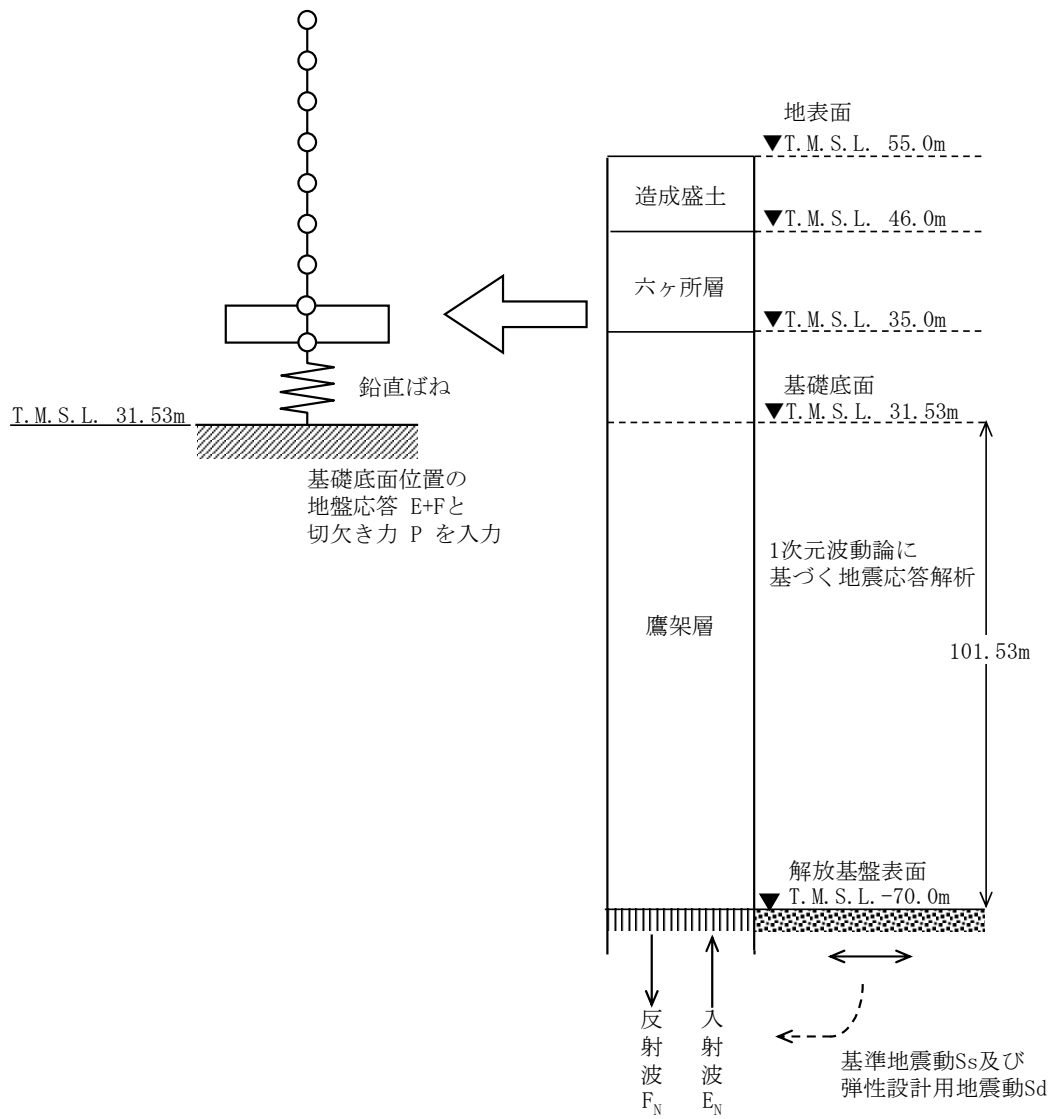 地表面
▼T.M.S.L. 55.0m
造成盛土
▼T.M.S.L. 46.0m
六ヶ所層
▼T.M.S.L. 35.0m
鉛直ばね
T.M.S.L. 31.53m
基礎底面位置の
地盤応答 E+Fと
切欠き力 P を入力
基礎底面
▼T.M.S.L. 31.53m
1次元波動論に
基づく地震応答解析
鷹架層
101.53m
解放基盤表面
▼T.M.S.L.-70.0m
反射波FN
入射波EN
基準地震動Ss及び
弾性設計用地震動Sd